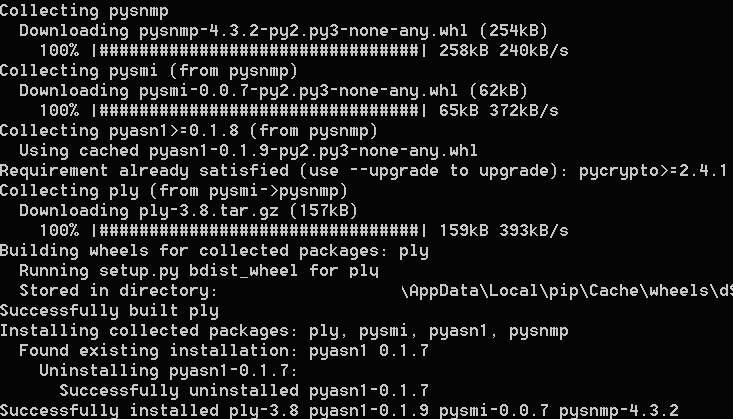 Collecting pysnmp
  Downloading pysnmp-4.3.2-py2.py3-none-any.whl (254kB)
    100% |################################| 258kB 240kB/s
Collecting pysmi (from pysnmp)
  Downloading pysmi-0.0.7-py2.py3-none-any.whl (62kB)
    100% |################################| 65kB 372kB/s
Collecting pyasn1>=0.1.8 (from pysnmp)
  Using cached pyasn1-0.1.9-py2.py3-none-any.whl
Requirement already satisfied (use --upgrade to upgrade): pycrypto>=2.4.1
Collecting ply (from pysmi->pysnmp)
  Downloading ply-3.8.tar.gz (157kB)
    100% |################################| 159kB 393kB/s
Building wheels for collected packages: ply
  Running setup.py bdist_wheel for ply
  Stored in directory: \AppData\Local\pip\Cache\wheels\d9
Successfully built ply
Installing collected packages: ply, pysmi, pyasn1, pysnmp
  Found existing installation: pyasn1 0.1.7
    Uninstalling pyasn1-0.1.7:
      Successfully uninstalled pyasn1-0.1.7
Successfully installed ply-3.8 pyasn1-0.1.9 pysmi-0.0.7 pysnmp-4.3.2